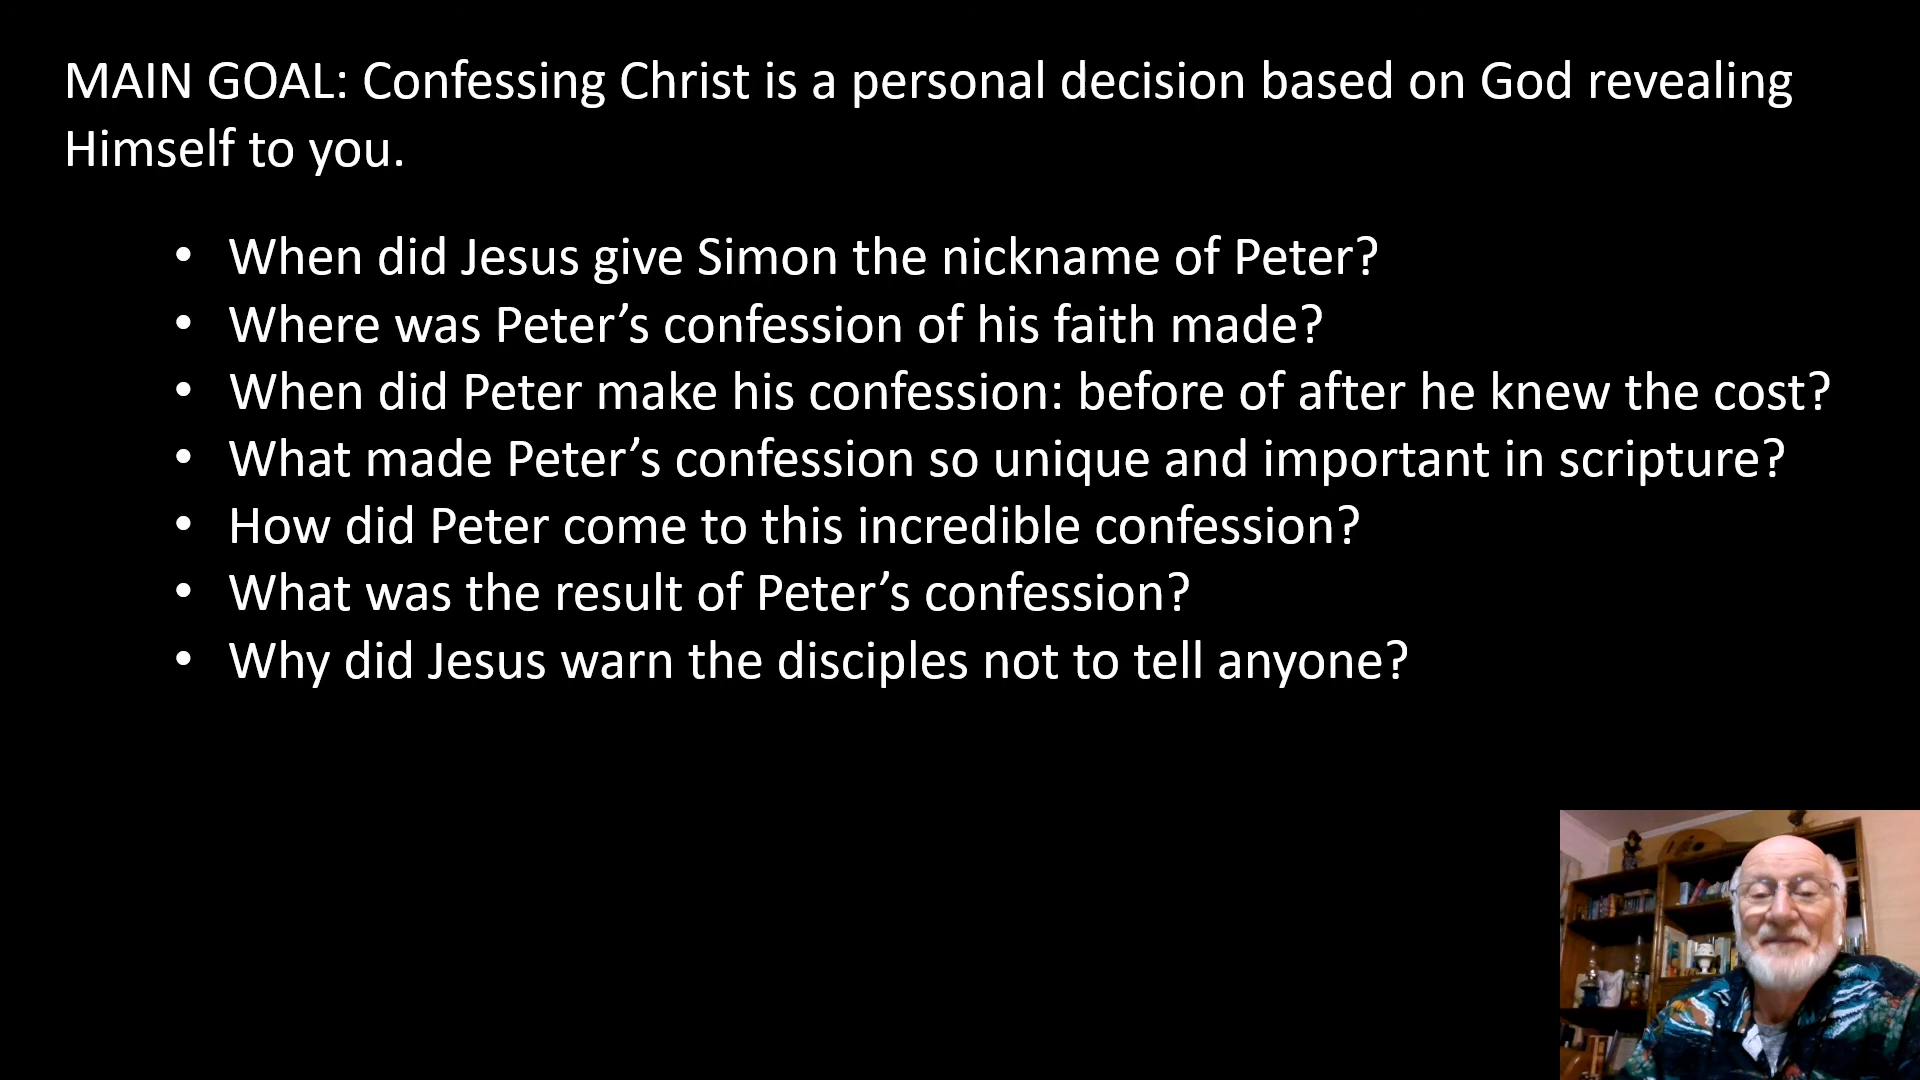 MAIN GOAL: Confessing Christ is a personal decision based on God revealing
Himself to you.
• When did Jesus give Simon the nickname of Peter?
• Where was Peter’s confession of his faith made?
• When did Peter make his confession: before of after he knew the cost?
• What made Peter’s confession so unique and important in scripture?
• How did Peter come to this incredible confession?
• What was the result of Peter’s confession?
• Why did Jesus warn the disciples not to tell anyone?